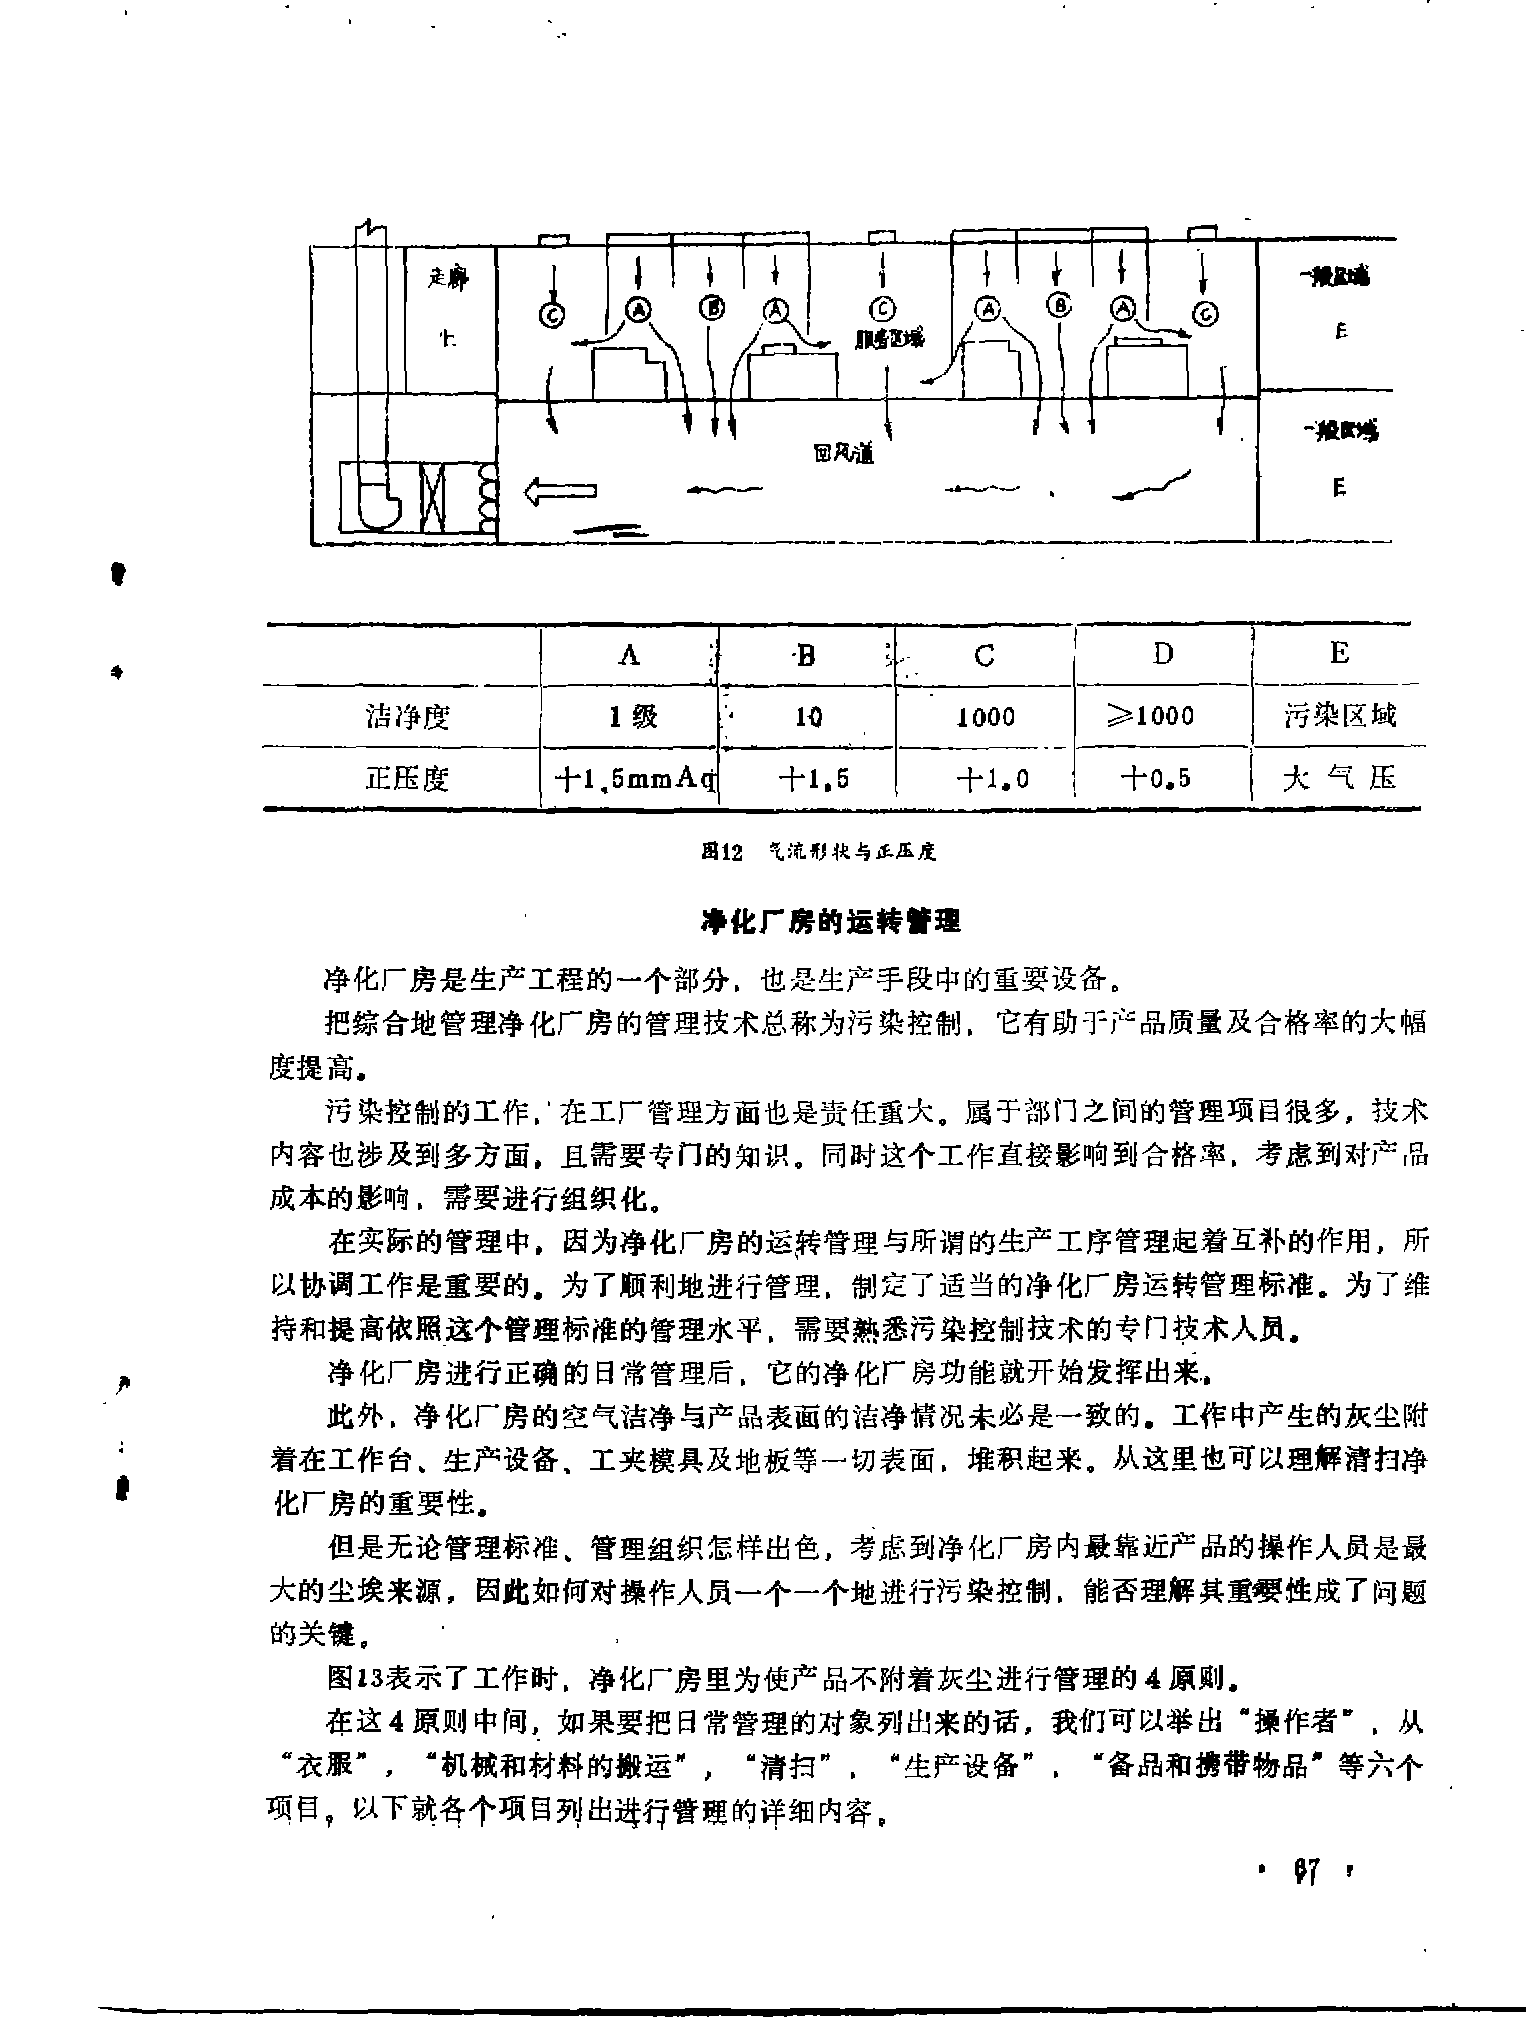 走廊
一般区域
C
A
B
A
C
A
B
A
C
服务区域
E
一般区域
回风道
E
A B C D E
洁净度 1级 10 1000 ≥1000 污染区域
正压度 +1.5mmAq +1.5 +1.0 +0.5 大气压
图12 气流形状与正压度
净化厂房的运转管理
净化厂房是生产工程的一个部分，也是生产手段中的重要设备。
把综合地管理净化厂房的管理技术总称为污染控制，它有助于产品质量及合格率的大幅
度提高。
污染控制的工作，在工厂管理方面也是责任重大。属于部门之间的管理项目很多，技术
内容也涉及到多方面，且需要专门的知识。同时这个工作直接影响到合格率，考虑到对产品
成本的影响，需要进行组织化。
在实际的管理中，因为净化厂房的运转管理与所谓的生产工序管理起着互补的作用，所
以协调工作是重要的。为了顺利地进行管理，制定了适当的净化厂房运转管理标准。为了维
持和提高依照这个管理标准的管理水平，需要熟悉污染控制技术的专门技术人员。
净化厂房进行正确的日常管理后，它的净化厂房功能就开始发挥出来。
此外，净化厂房的空气洁净与产品表面的洁净情况未必是一致的。工作中产生的灰尘附
着在工作台、生产设备、工夹模具及地板等一切表面，堆积起来。从这里也可以理解清扫净
化厂房的重要性。
但是无论管理标准、管理组织怎样出色，考虑到净化厂房内最靠近产品的操作人员是最
大的尘埃来源，因此如何对操作人员一个一个地进行污染控制，能否理解其重要性成了问题
的关键。
图13表示了工作时，净化厂房里为使产品不附着灰尘进行管理的4原则。
在这4原则中间，如果要把日常管理的对象列出来的话，我们可以举出“操作者”，从
“衣服”，“机械和材料的搬运”，“清扫”，“生产设备”，“备品和携带物品”等六个
项目。以下就各个项目列出进行管理的详细内容。
· 67 ·